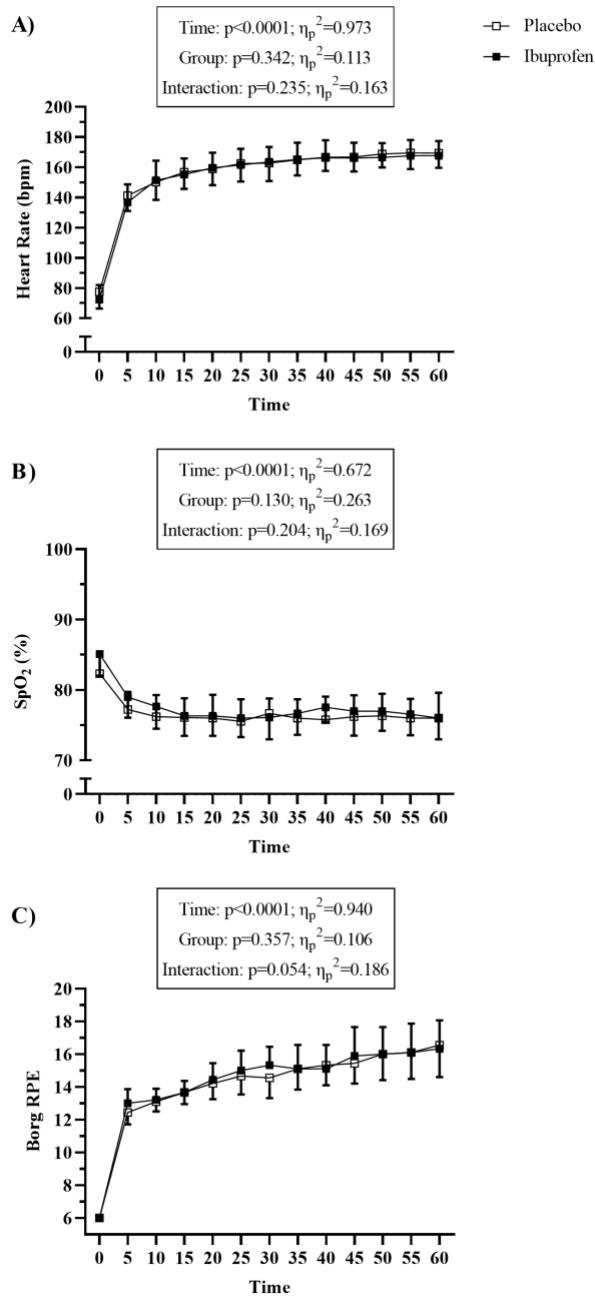 A)
Time: p<0.0001; ηp²=0.973
Group: p=0.342; ηp²=0.113
Interaction: p=0.235; ηp²=0.163
Placebo
Ibuprofen
Heart Rate (bpm)
200
180
160
140
120
100
80
60
0
0 5 10 15 20 25 30 35 40 45 50 55 60
Time
B)
Time: p<0.0001; ηp²=0.672
Group: p=0.130; ηp²=0.263
Interaction: p=0.204; ηp²=0.169
SpO₂ (%)
100
90
80
70
0
0 5 10 15 20 25 30 35 40 45 50 55 60
Time
C)
Time: p<0.0001; ηp²=0.940
Group: p=0.357; ηp²=0.106
Interaction: p=0.054; ηp²=0.186
Borg RPE
20
18
16
14
12
10
8
6
0 5 10 15 20 25 30 35 40 45 50 55 60
Time